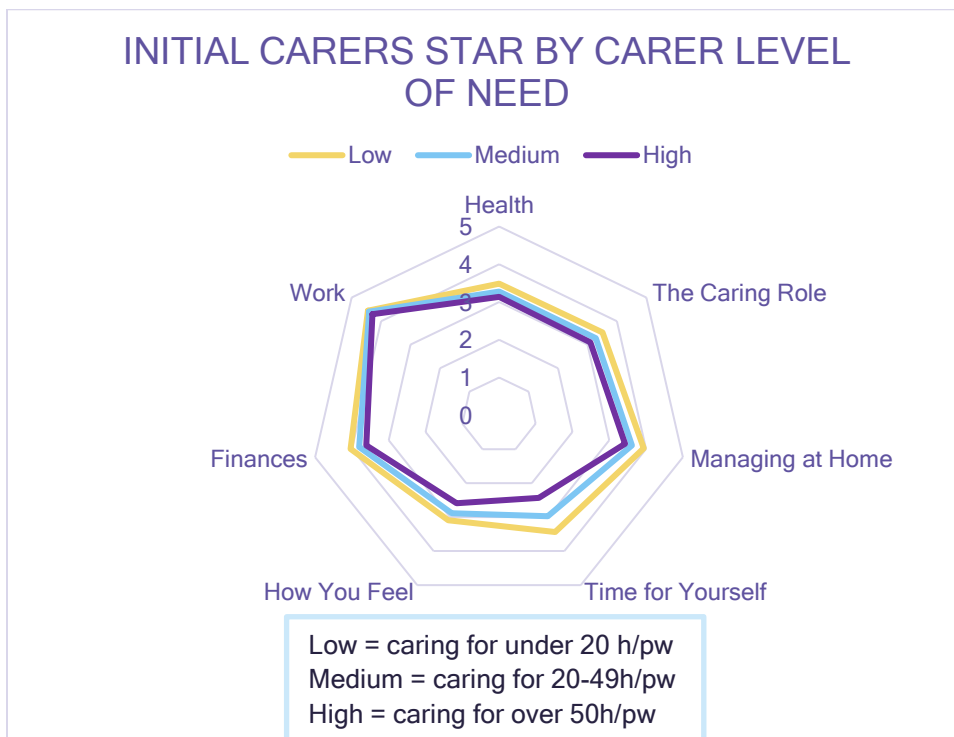 INITIAL CARERS STAR BY CARER LEVEL
OF NEED
Low Medium High
Health
5
4
3
2
1
0
The Caring Role
Managing at Home
Time for Yourself
How You Feel
Finances
Work
Low = caring for under 20 h/pw
Medium = caring for 20-49h/pw
High = caring for over 50h/pw